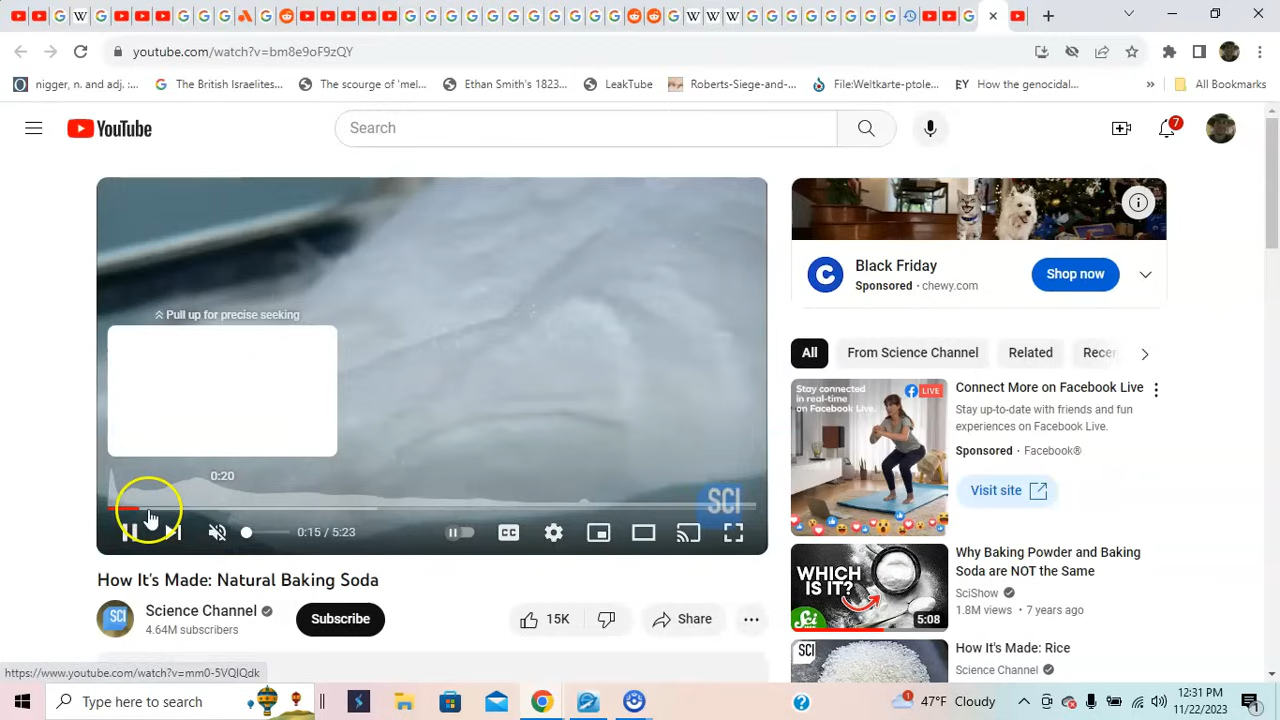 youtube.com/watch?v=bm8e9oF9zQY
nigger, n. and adj. :... The British Israelites... The scourge of 'mel... Ethan Smith's 1823... LeakTube Roberts-Siege-and-... File:Weltkarte-ptole... EY How the genocidal... » All Bookmarks
YouTube
Search
7
Pull up for precise seeking
0:20
SCI
0:15 / 5:23
CC
How It's Made: Natural Baking Soda
SCI
Science Channel
4.64M subscribers
Subscribe
15K
Share
https://www.youtube.com/watch?v=mm0-5VQIQdk
Black Friday
Sponsored · chewy.com
Shop now
All From Science Channel Related Recer
Stay connected in real-time on Facebook Live.
LIVE
Connect More on Facebook Live
Stay up-to-date with friends and fun
experiences on Facebook Live.
Sponsored · Facebook®
Visit site
WHICH IS IT?
Sci
5:08
Why Baking Powder and Baking
Soda are NOT the Same
SciShow
1.8M views • 7 years ago
SCI
How It's Made: Rice
Science Channel
Type here to search
1
47°F Cloudy
12:31 PM
11/22/2023
1